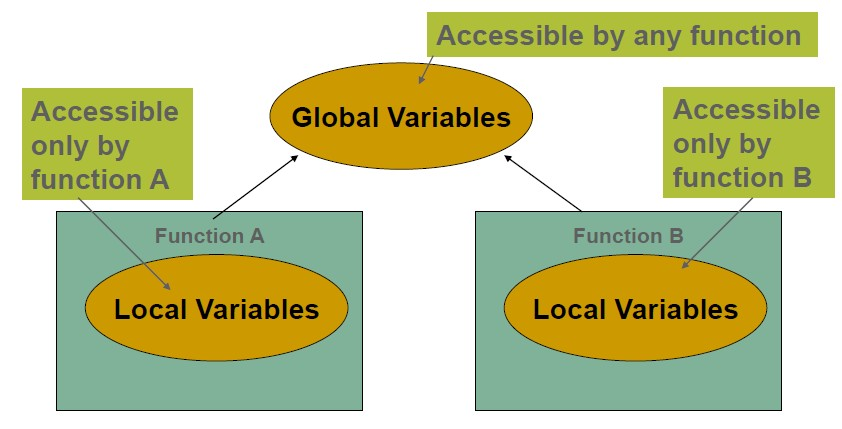 Accessible by any function
Global Variables
Accessible
only by
function A
Accessible
only by
function B
Function A
Local Variables
Function B
Local Variables